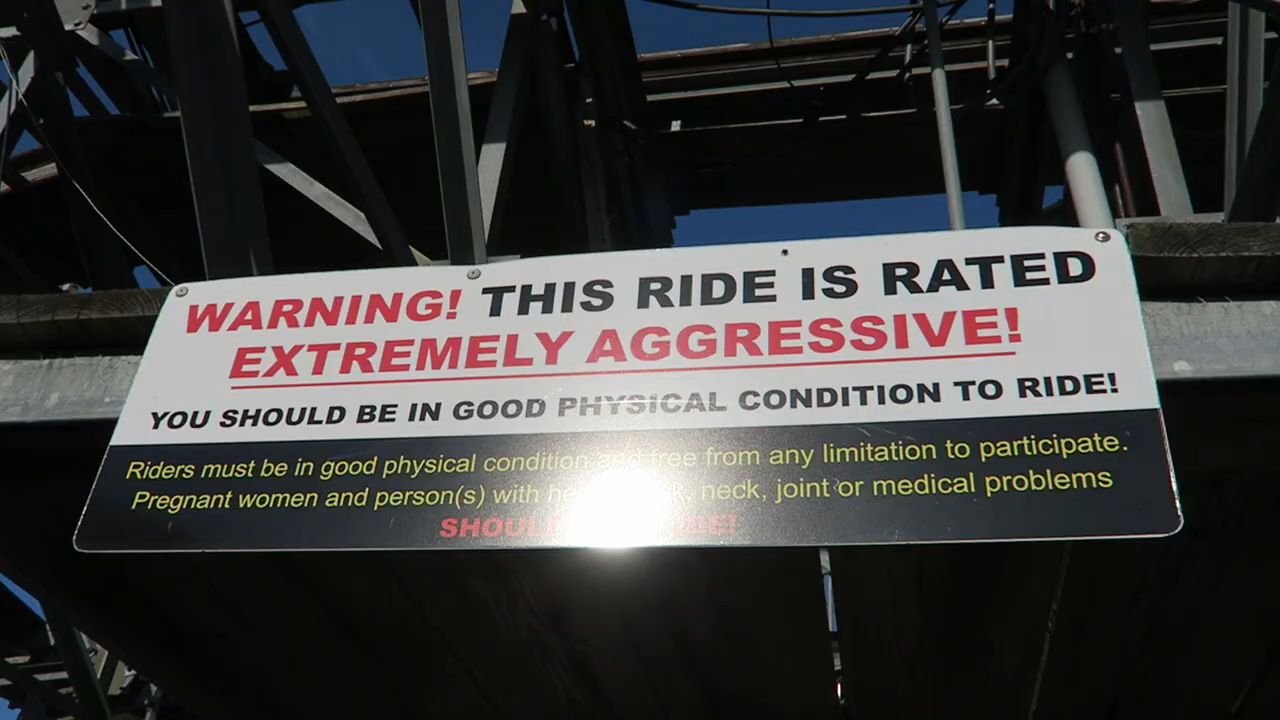 WARNING! THIS RIDE IS RATED
EXTREMELY AGGRESSIVE!
YOU SHOULD BE IN GOOD PHYSICAL CONDITION TO RIDE!
Riders must be in good physical condition and free from any limitation to participate.
Pregnant women and person(s) with neck, joint or medical problems